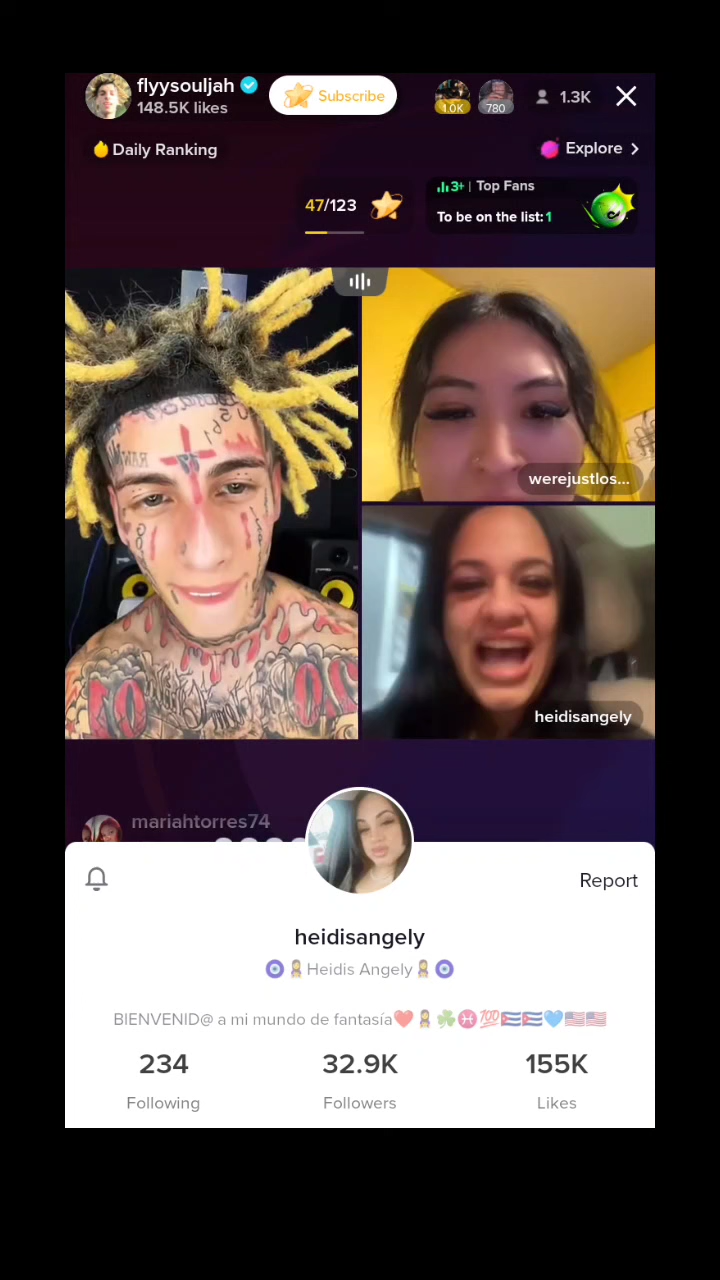 flyysouljah
148.5K likes
Subscribe
1.0K
780
1.3K
Daily Ranking
Explore
47/123
3+ | Top Fans
To be on the list: 1
werejustlos...
heidisangely
mariahtorres74
Report
heidisangely
🧿🧜‍♀️Heidis Angely🧜‍♀️🧿
BIENVENID@ a mi mundo de fantasía❤️🧜‍♀️☘️♓💯🇨🇺🇨🇺💙🇺🇸🇺🇸
234
32.9K
155K
Following
Followers
Likes